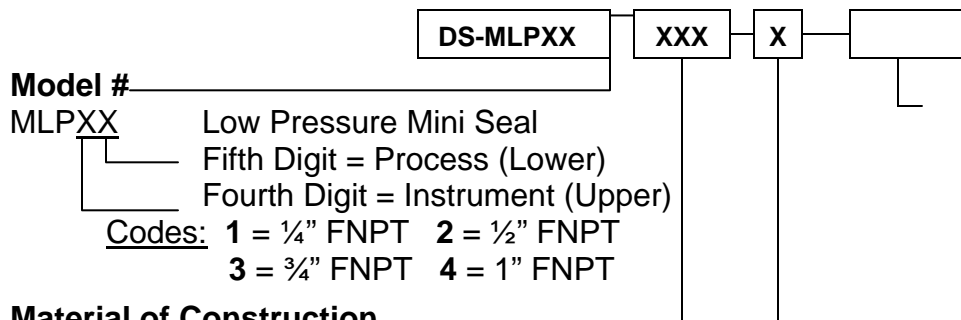 DS-MLPXX XXX X
Model #
MLPXX Low Pressure Mini Seal
Fifth Digit = Process (Lower)
Fourth Digit = Instrument (Upper)
Codes: 1 = ¼” FNPT 2 = ½” FNPT
3 = ¾” FNPT 4 = 1” FNPT
Material of Construction